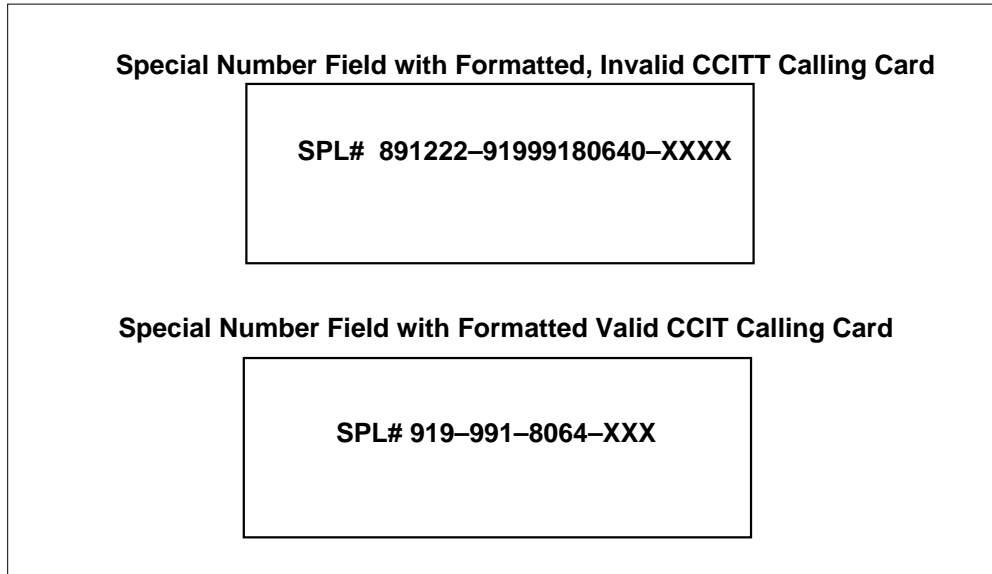 Special Number Field with Formatted, Invalid CCITT Calling Card
SPL#  891222–91999180640–XXXX
Special Number Field with Formatted Valid CCIT Calling Card
SPL# 919–991–8064–XXX